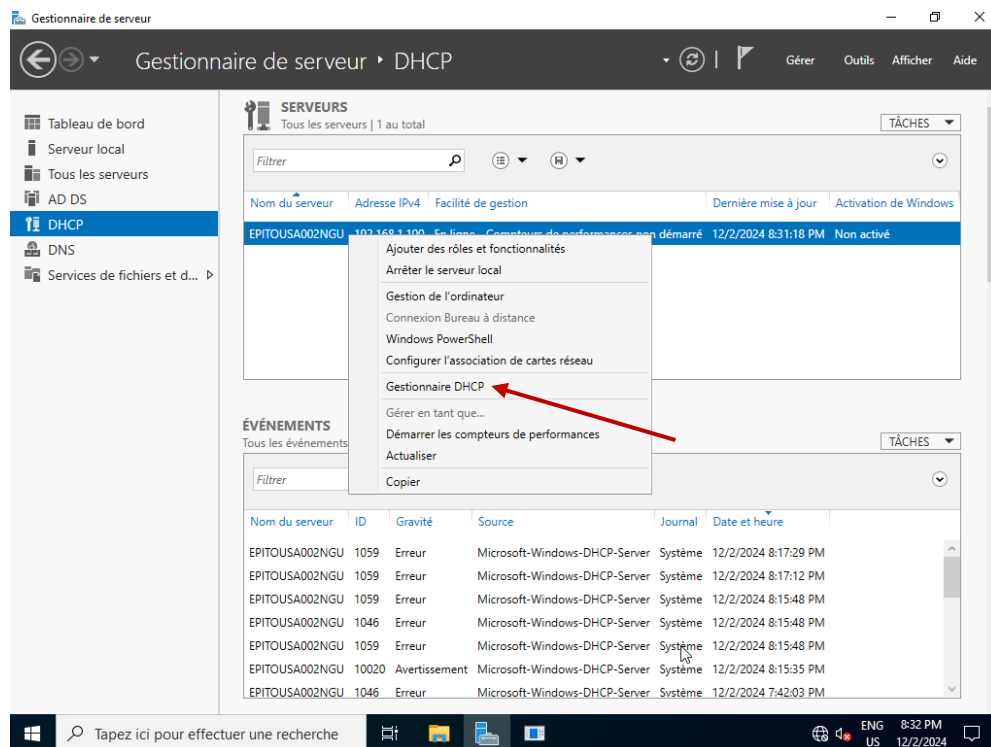 Gestionnaire de serveur
Gestionnaire de serveur • DHCP
Gérer Outils Afficher Aide
Tableau de bord
Serveur local
Tous les serveurs
AD DS
DHCP
DNS
Services de fichiers et d...
SERVEURS
Tous les serveurs | 1 au total
TÂCHES
Filtrer
Nom du serveur Adresse IPv4 Facilité de gestion Dernière mise à jour Activation de Windows
EPITOUSA002NGU 192.168.1.100 En ligne - Compteurs de performances non démarré 12/2/2024 8:31:18 PM Non activé
Ajouter des rôles et fonctionnalités
Arrêter le serveur local
Gestion de l'ordinateur
Connexion Bureau à distance
Windows PowerShell
Configurer l'association de cartes réseau
Gestionnaire DHCP
Gérer en tant que...
Démarrer les compteurs de performances
Actualiser
Copier
ÉVÉNEMENTS
Tous les événements
TÂCHES
Filtrer
Nom du serveur ID Gravité Source Journal Date et heure
EPITOUSA002NGU 1059 Erreur Microsoft-Windows-DHCP-Server Système 12/2/2024 8:17:29 PM
EPITOUSA002NGU 1059 Erreur Microsoft-Windows-DHCP-Server Système 12/2/2024 8:17:12 PM
EPITOUSA002NGU 1059 Erreur Microsoft-Windows-DHCP-Server Système 12/2/2024 8:15:48 PM
EPITOUSA002NGU 1046 Erreur Microsoft-Windows-DHCP-Server Système 12/2/2024 8:15:48 PM
EPITOUSA002NGU 1059 Erreur Microsoft-Windows-DHCP-Server Système 12/2/2024 8:15:48 PM
EPITOUSA002NGU 10020 Avertissement Microsoft-Windows-DHCP-Server Système 12/2/2024 8:15:35 PM
EPITOUSA002NGU 1046 Erreur Microsoft-Windows-DHCP-Server Système 12/2/2024 7:42:03 PM
Tapez ici pour effectuer une recherche
ENG
US
8:32 PM
12/2/2024